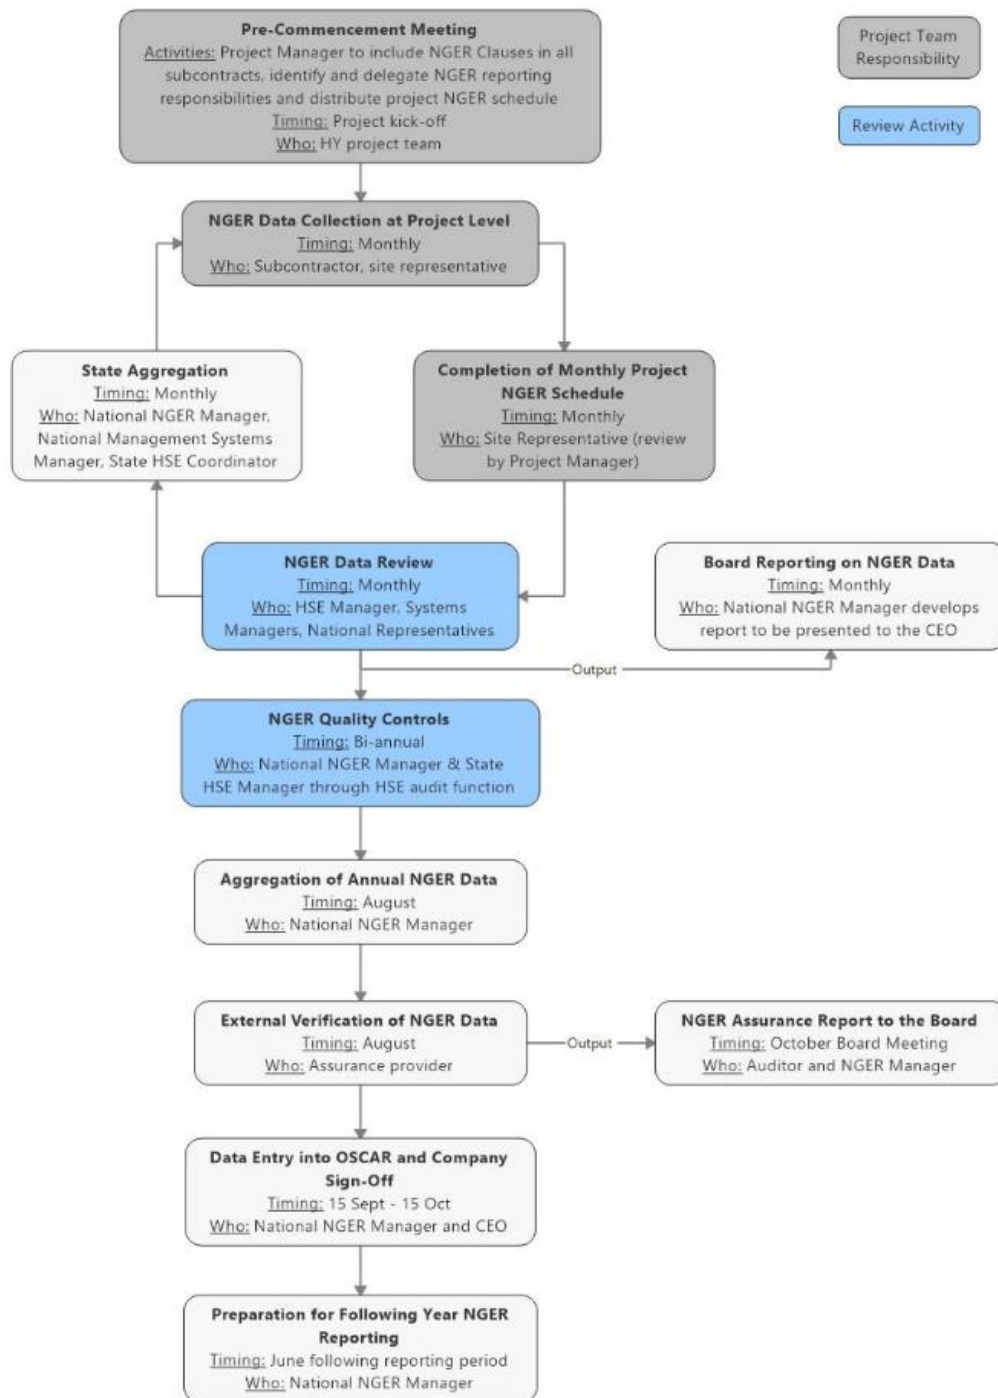 Pre-Commencement Meeting
Activities: Project Manager to include NGER Clauses in all
subcontracts, identify and delegate NGER reporting
responsibilities and distribute project NGER schedule
Timing: Project kick-off
Who: HY project team
Project Team
Responsibility
Review Activity
NGER Data Collection at Project Level
Timing: Monthly
Who: Subcontractor, site representative
State Aggregation
Timing: Monthly
Who: National NGER Manager,
National Management Systems
Manager, State HSE Coordinator
Completion of Monthly Project
NGER Schedule
Timing: Monthly
Who: Site Representative (review
by Project Manager)
NGER Data Review
Timing: Monthly
Who: HSE Manager, Systems
Managers, National Representatives
Board Reporting on NGER Data
Timing: Monthly
Who: National NGER Manager develops
report to be presented to the CEO
Output
NGER Quality Controls
Timing: Bi-annual
Who: National NGER Manager & State
HSE Manager through HSE audit function
Aggregation of Annual NGER Data
Timing: August
Who: National NGER Manager
External Verification of NGER Data
Timing: August
Who: Assurance provider
Output
NGER Assurance Report to the Board
Timing: October Board Meeting
Who: Auditor and NGER Manager
Data Entry into OSCAR and Company
Sign-Off
Timing: 15 Sept - 15 Oct
Who: National NGER Manager and CEO
Preparation for Following Year NGER
Reporting
Timing: June following reporting period
Who: National NGER Manager